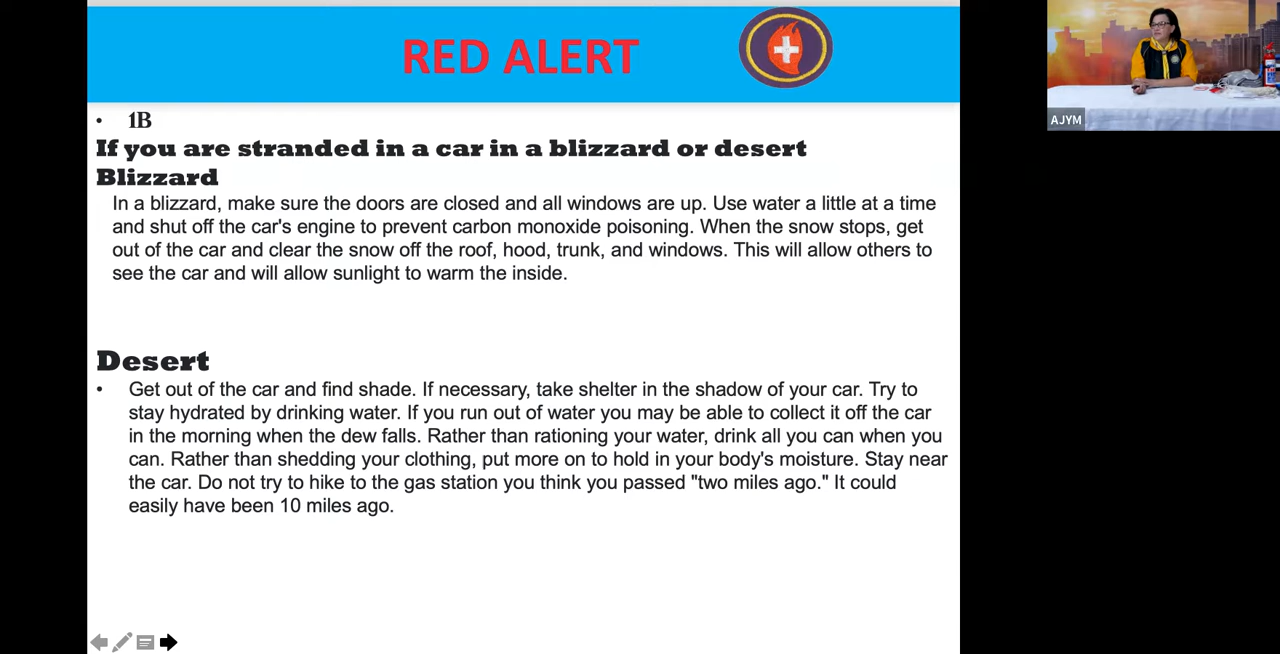 RED ALERT
AJYM
• 1B
If you are stranded in a car in a blizzard or desert
Blizzard
In a blizzard, make sure the doors are closed and all windows are up. Use water a little at a time
and shut off the car's engine to prevent carbon monoxide poisoning. When the snow stops, get
out of the car and clear the snow off the roof, hood, trunk, and windows. This will allow others to
see the car and will allow sunlight to warm the inside.
Desert
• Get out of the car and find shade. If necessary, take shelter in the shadow of your car. Try to
stay hydrated by drinking water. If you run out of water you may be able to collect it off the car
in the morning when the dew falls. Rather than rationing your water, drink all you can when you
can. Rather than shedding your clothing, put more on to hold in your body's moisture. Stay near
the car. Do not try to hike to the gas station you think you passed "two miles ago." It could
easily have been 10 miles ago.